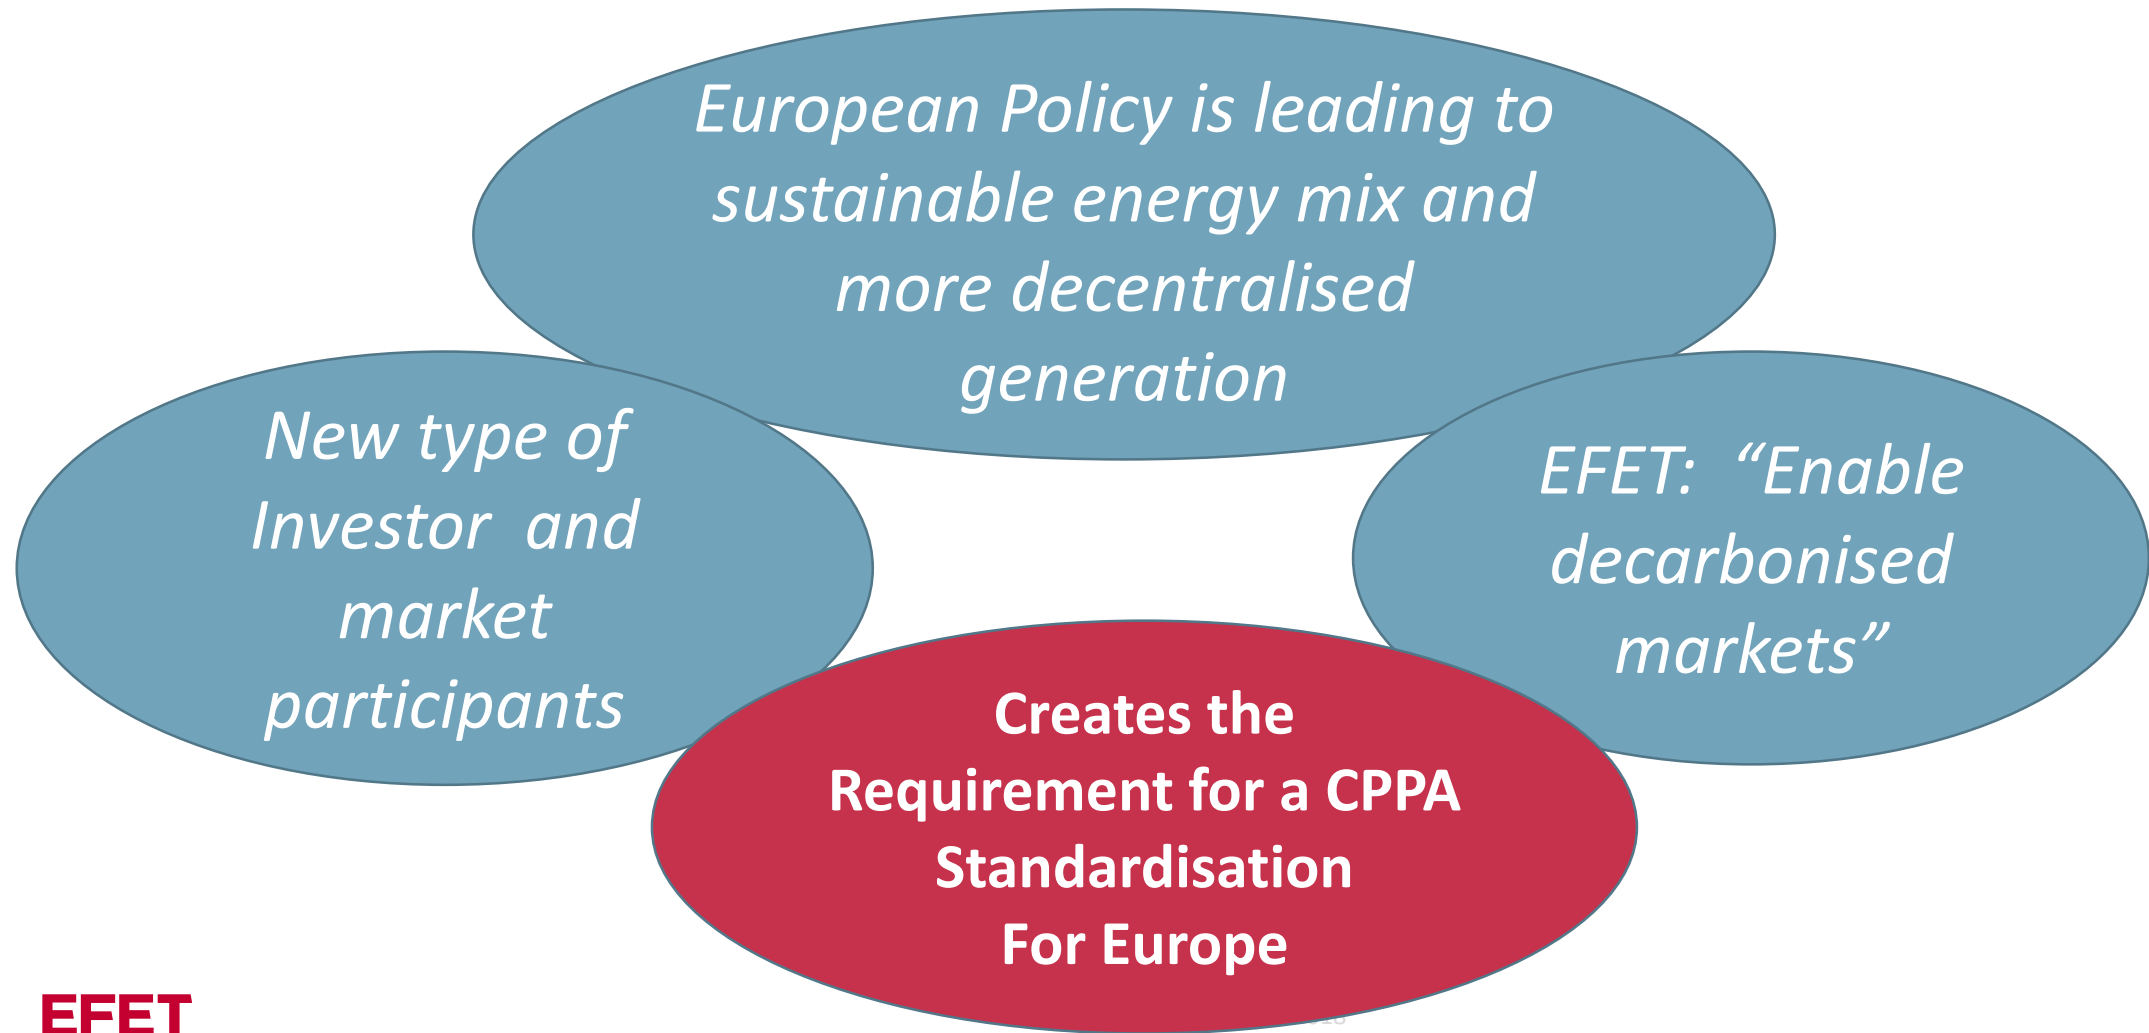 European Policy is leading to
sustainable energy mix and
more decentralised
generation
New type of
Investor  and
market
participants
EFET:  “Enable
decarbonised
markets”
Creates the
Requirement for a CPPA
Standardisation
For Europe
EFET